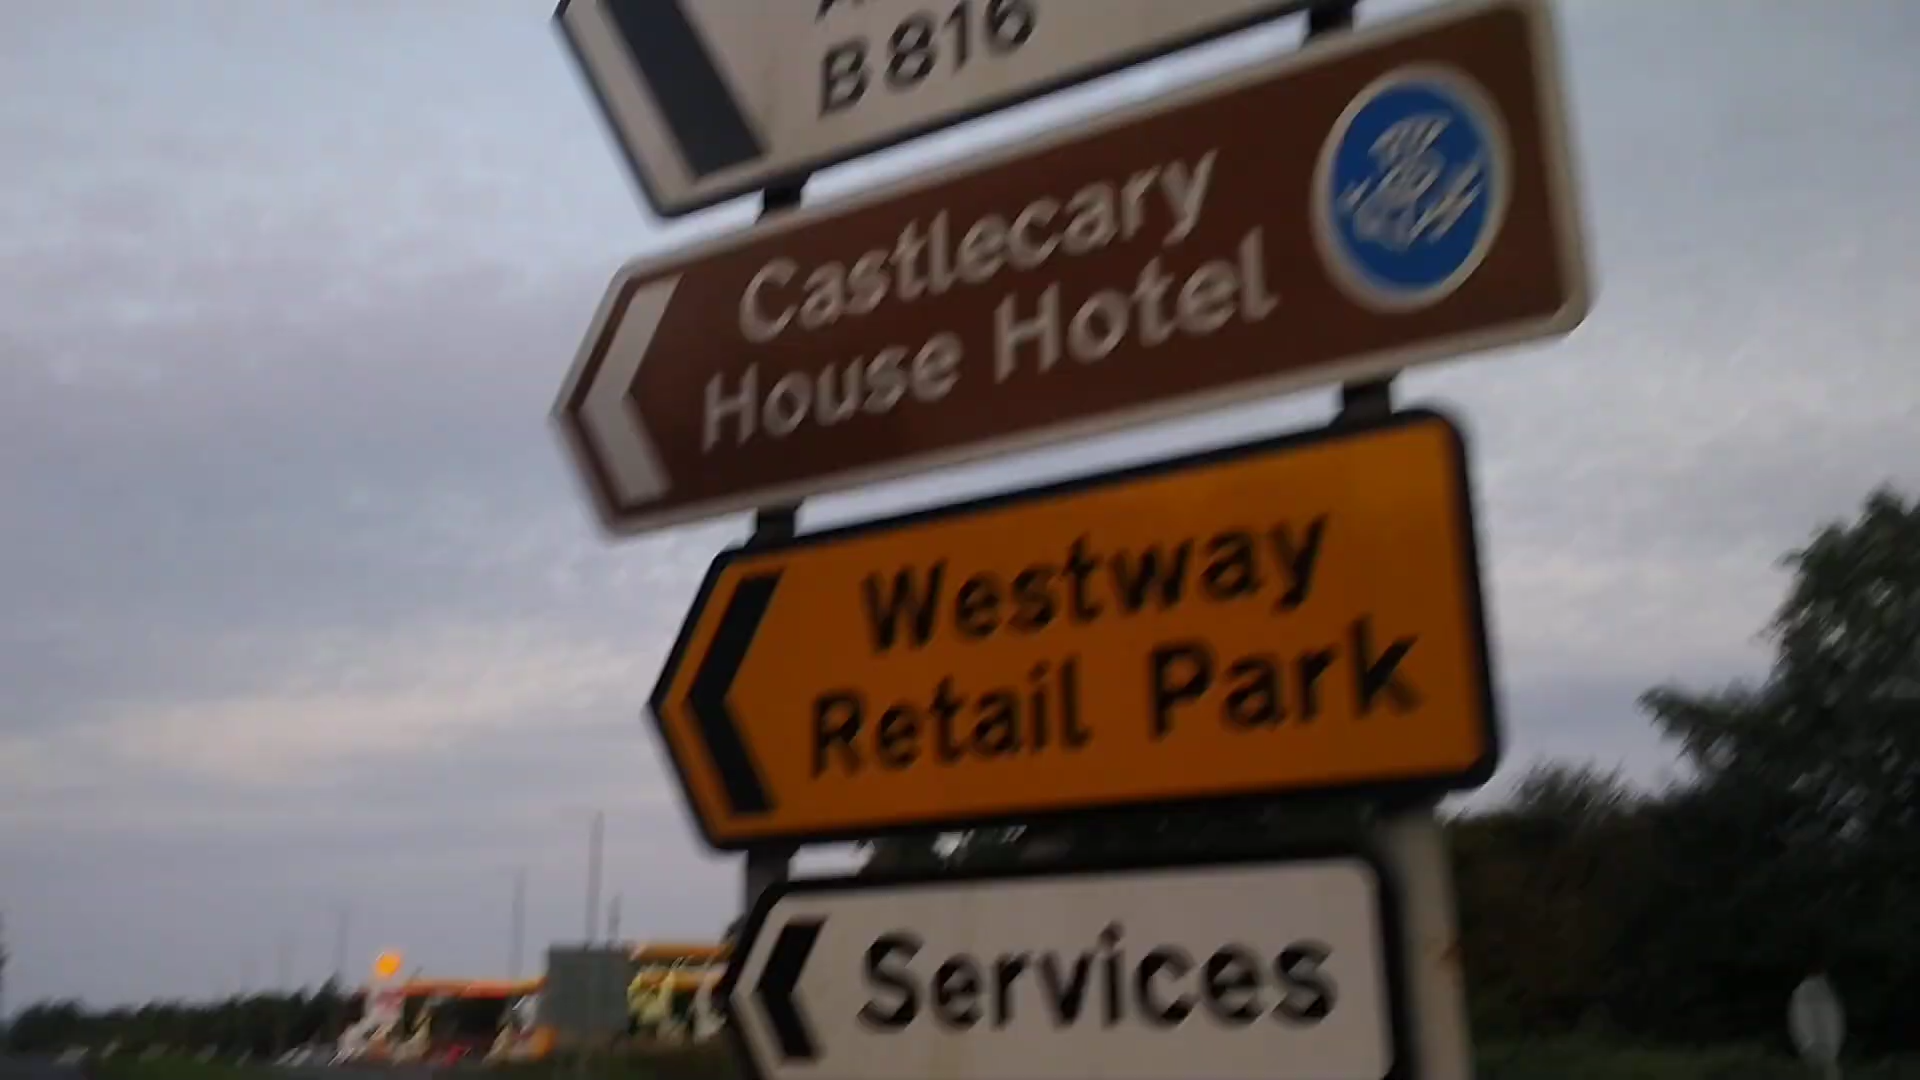 B816
Castlecary
House Hotel
Westway
Retail Park
Services